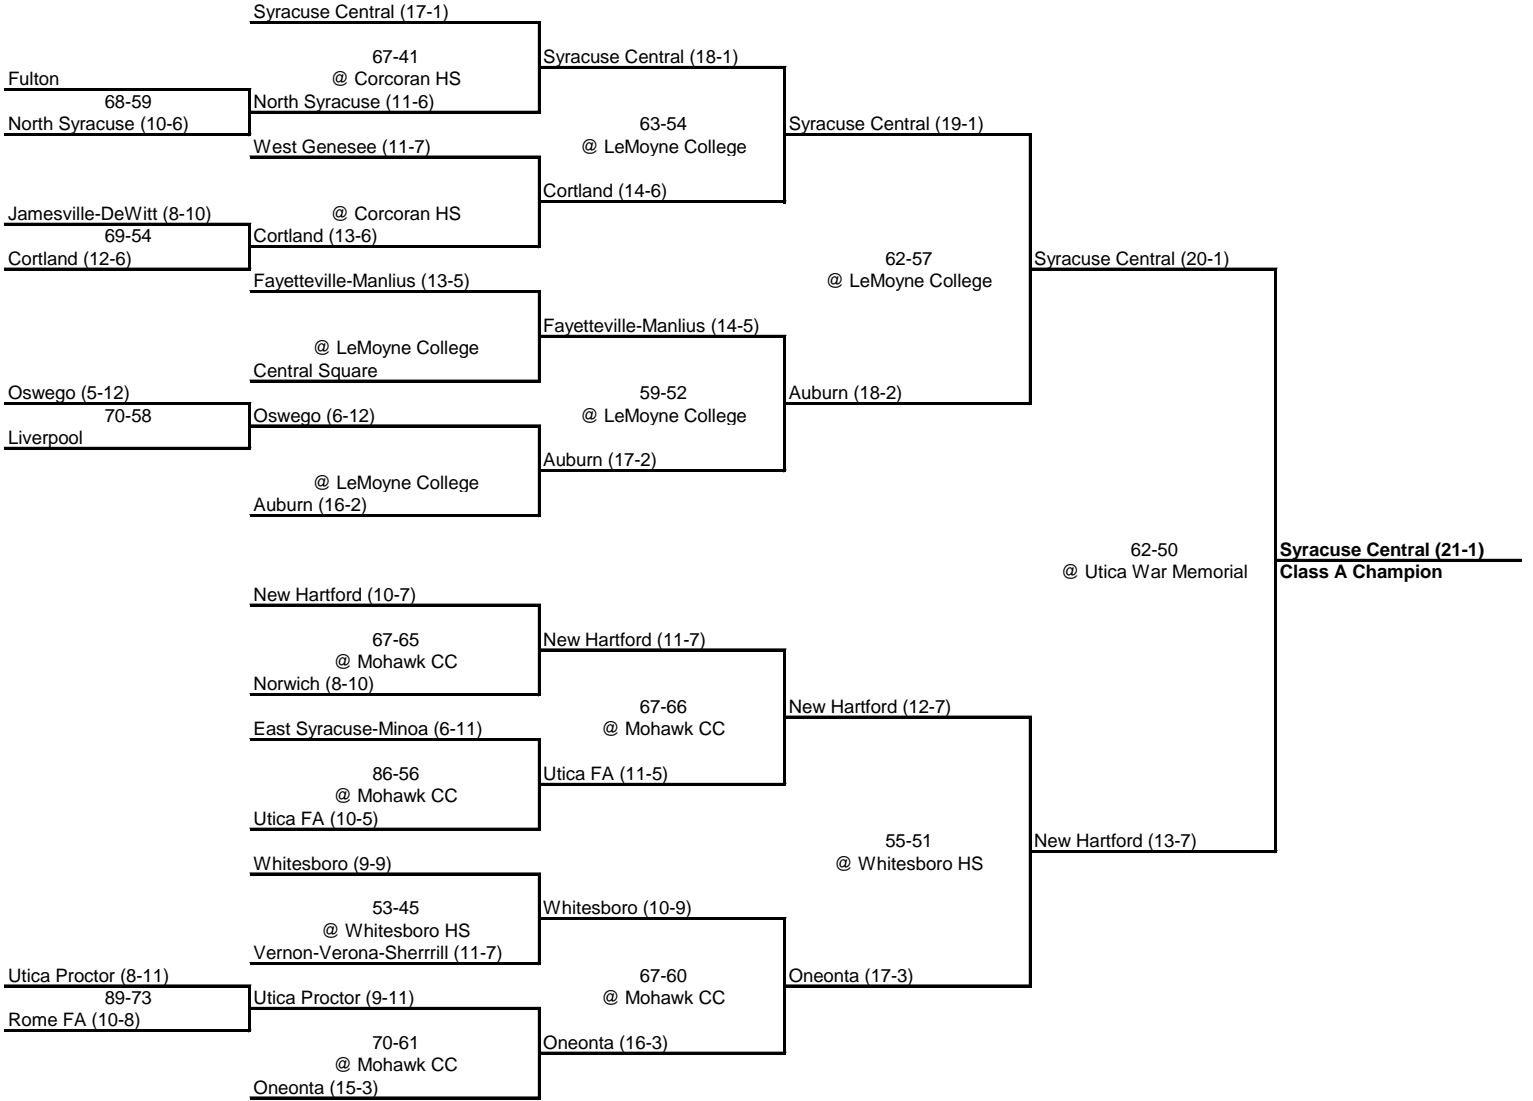 Syracuse Central (17-1)
67-41
@ Corcoran HS
Syracuse Central (18-1)
Fulton
68-59
North Syracuse (10-6)
North Syracuse (11-6)
63-54
@ LeMoyne College
Syracuse Central (19-1)
West Genesee (11-7)
@ Corcoran HS
Cortland (14-6)
Jamesville-DeWitt (8-10)
69-54
Cortland (12-6)
Cortland (13-6)
62-57
@ LeMoyne College
Syracuse Central (20-1)
Fayetteville-Manlius (13-5)
@ LeMoyne College
Fayetteville-Manlius (14-5)
Central Square
59-52
@ LeMoyne College
Auburn (18-2)
Oswego (5-12)
70-58
Liverpool
Oswego (6-12)
@ LeMoyne College
Auburn (17-2)
Auburn (16-2)
62-50
@ Utica War Memorial
Syracuse Central (21-1)
Class A Champion
New Hartford (10-7)
67-65
@ Mohawk CC
New Hartford (11-7)
Norwich (8-10)
67-66
@ Mohawk CC
New Hartford (12-7)
East Syracuse-Minoa (6-11)
86-56
@ Mohawk CC
Utica FA (11-5)
Utica FA (10-5)
55-51
@ Whitesboro HS
New Hartford (13-7)
Whitesboro (9-9)
53-45
@ Whitesboro HS
Whitesboro (10-9)
Vernon-Verona-Sherrrill (11-7)
67-60
@ Mohawk CC
Oneonta (17-3)
Utica Proctor (8-11)
89-73
Rome FA (10-8)
Utica Proctor (9-11)
70-61
@ Mohawk CC
Oneonta (16-3)
Oneonta (15-3)